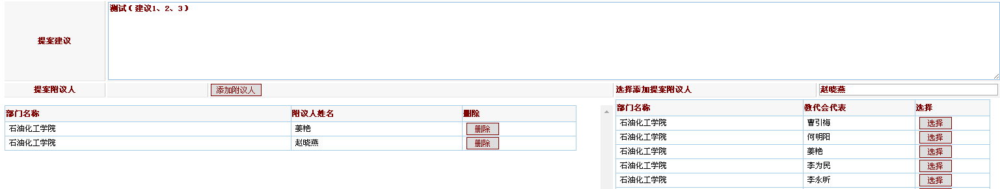 测试（建议1、2、3）
提案建议
提案附议人 添加附议人 选择添加提案附议人 赵晓燕
部门名称 附议人姓名 删除
石油化工学院 姜艳 删除
石油化工学院 赵晓燕 删除
部门名称 教代会代表 选择
石油化工学院 曹引梅 选择
石油化工学院 何明阳 选择
石油化工学院 姜艳 选择
石油化工学院 李为民 选择
石油化工学院 李永昕 选择